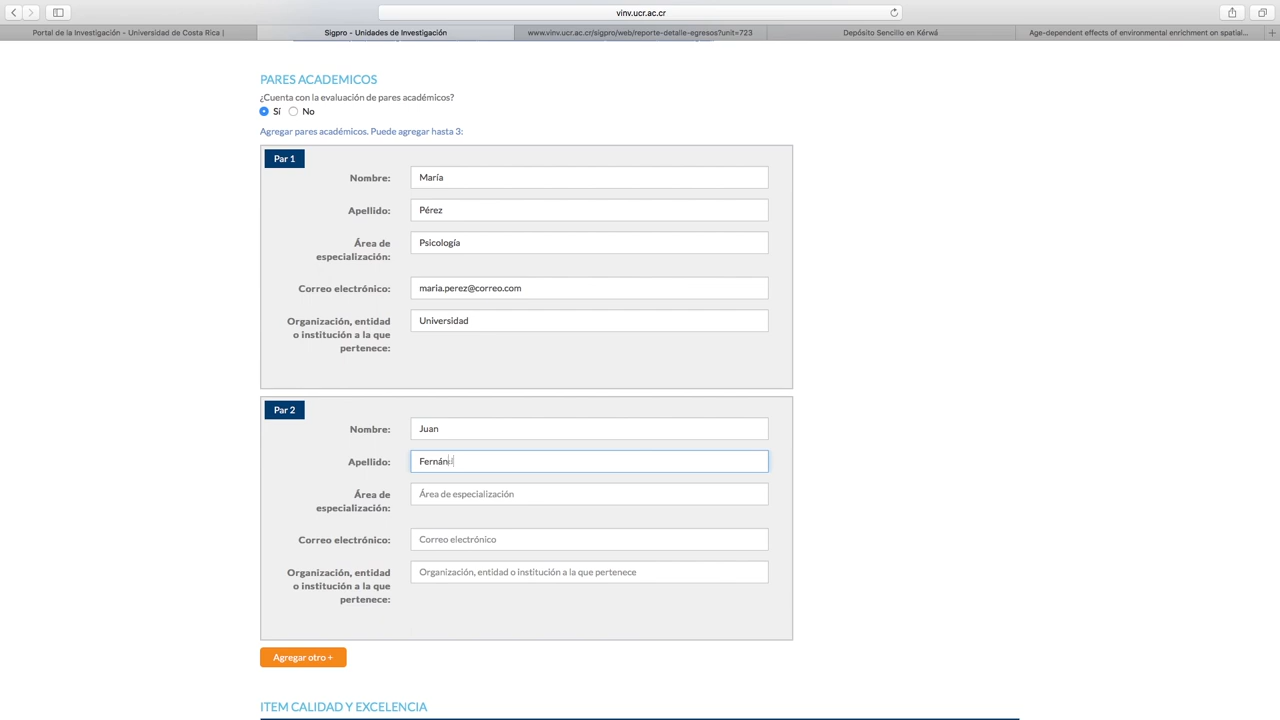 vinv.ucr.ac.cr
Portal de la Investigación - Universidad de Costa Rica |
Sigpro - Unidades de Investigación
www.vinv.ucr.ac.cr/sigpro/web/reporte-detalle-egresos?unit=723
Depósito Sencillo en Kérwá
Age-dependent effects of environmental enrichment on spatial...
+
PARES ACADEMICOS
¿Cuenta con la evaluación de pares académicos?
Sí No
Agregar pares académicos. Puede agregar hasta 3:
Par 1
Nombre: María
Apellido: Pérez
Área de
especialización:
Psicología
Correo electrónico: maria.perez@correo.com
Organización, entidad
o institución a la que
pertenece:
Universidad
Par 2
Nombre: Juan
Apellido: Fernán
Área de
especialización:
Área de especialización
Correo electrónico: Correo electrónico
Organización, entidad
o institución a la que
pertenece:
Organización, entidad o institución a la que pertenece
Agregar otro +
ITEM CALIDAD Y EXCELENCIA